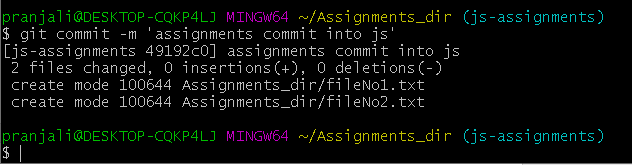 pranjali@DESKTOP-CQKP4LJ MINGW64 ~/Assignments_dir (js-assignments)
$ git commit -m 'assignments commit into js'
[js-assignments 49192c0] assignments commit into js
 2 files changed, 0 insertions(+), 0 deletions(-)
 create mode 100644 Assignments_dir/fileNo1.txt
 create mode 100644 Assignments_dir/fileNo2.txt
pranjali@DESKTOP-CQKP4LJ MINGW64 ~/Assignments_dir (js-assignments)
$